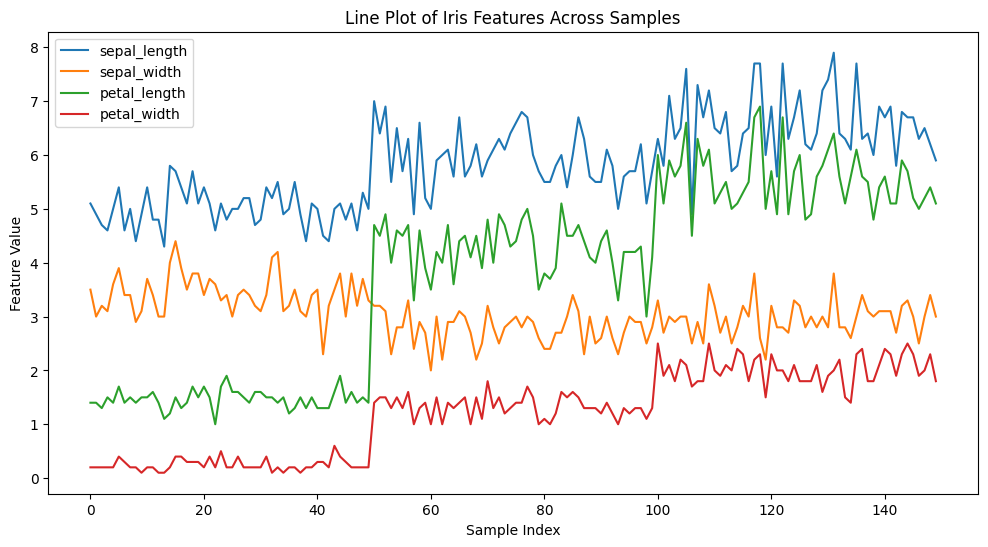 Line Plot of Iris Features Across Samples
sepal_length
sepal_width
petal_length
petal_width
Feature Value
8
7
6
5
4
3
2
1
0
0 20 40 60 80 100 120 140
Sample Index